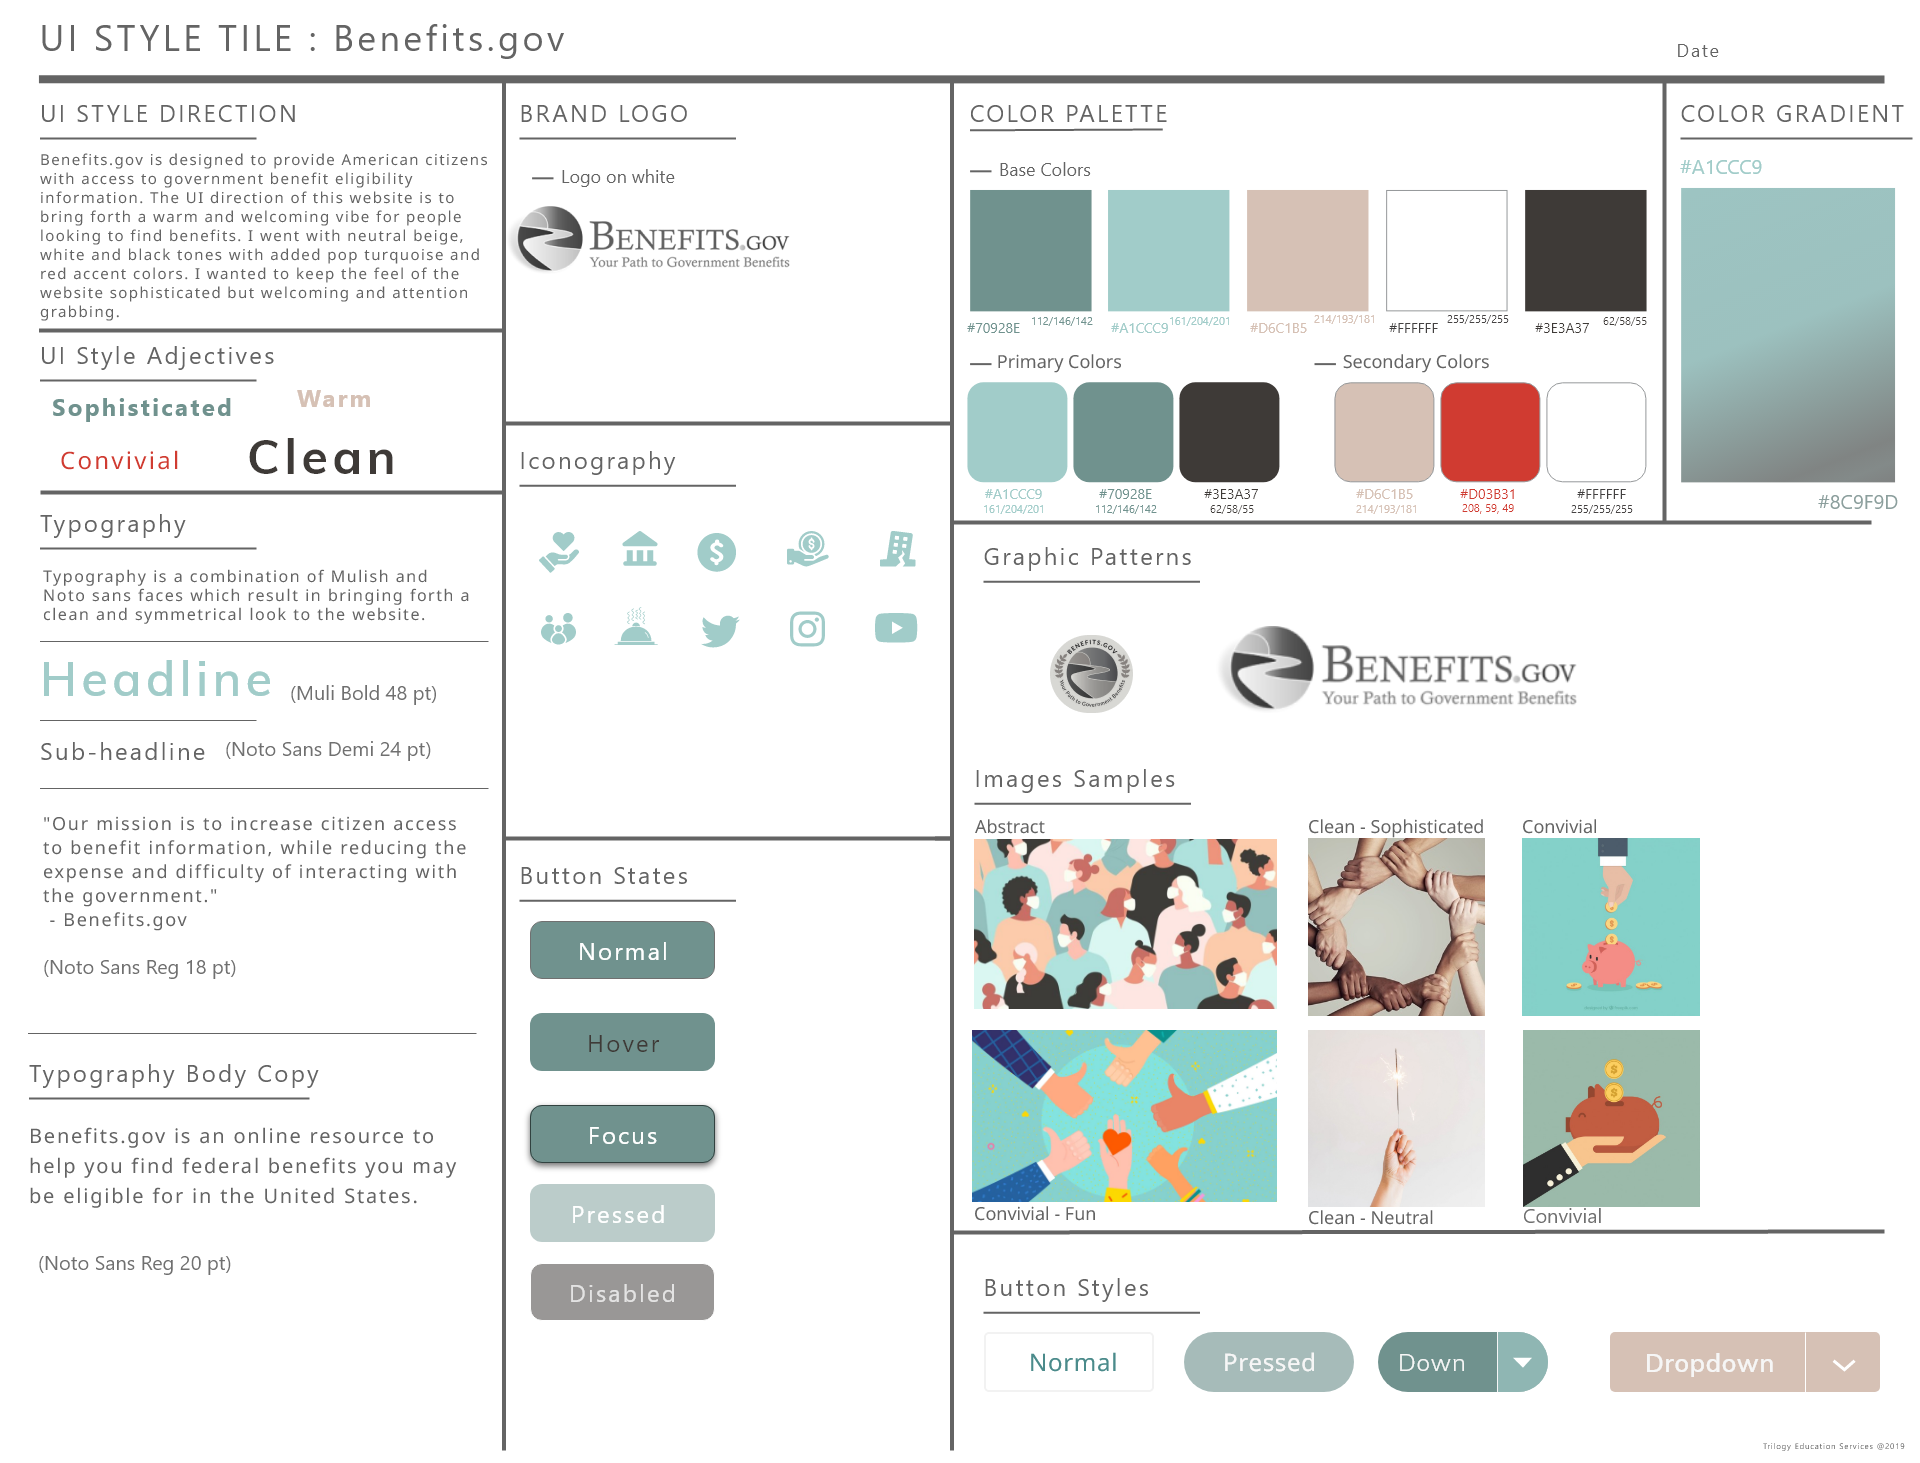 UI STYLE TILE : Benefits.gov
Date
UI STYLE DIRECTION
Benefits.gov is designed to provide American citizens
with access to government benefit eligibility
information. The UI direction of this website is to
bring forth a warm and welcoming vibe for people
looking to find benefits. I went with neutral beige,
white and black tones with added pop turquoise and
red accent colors. I wanted to keep the feel of the
website sophisticated but welcoming and attention
grabbing.
UI Style Adjectives
Sophisticated
Warm
Convivial
Clean
Typography
Typography is a combination of Mulish and
Noto sans faces which result in bringing forth a
clean and symmetrical look to the website.
Headline (Muli Bold 48 pt)
Sub-headline (Noto Sans Demi 24 pt)
"Our mission is to increase citizen access
to benefit information, while reducing the
expense and difficulty of interacting with
the government."
- Benefits.gov
(Noto Sans Reg 18 pt)
Typography Body Copy
Benefits.gov is an online resource to
help you find federal benefits you may
be eligible for in the United States.
(Noto Sans Reg 20 pt)
BRAND LOGO
Logo on white
BENEFITS.GOV
Your Path to Government Benefits
Iconography
$
$
Button States
Normal
Hover
Focus
Pressed
Disabled
COLOR PALETTE
Base Colors
#70928E 112/146/142
#A1CCC9 161/204/201
#D6C1B5 214/193/181
#FFFFFF 255/255/255
#3E3A37 62/58/55
Primary Colors
#A1CCC9
161/204/201
#70928E
112/146/142
#3E3A37
62/58/55
Secondary Colors
#D6C1B5
214/193/181
#D03B31
208, 59, 49
#FFFFFF
255/255/255
COLOR GRADIENT
#A1CCC9
#8C9F9D
Graphic Patterns
BENEFITS.GOV
Your Path to Government Benefits
BENEFITS.GOV
Your Path to Government Benefits
Images Samples
Abstract
Clean - Sophisticated
Convivial
Convivial - Fun
Clean - Neutral
$
$
Convivial
Button Styles
Normal
Pressed
Down
Dropdown
Trilogy Education Services @2019